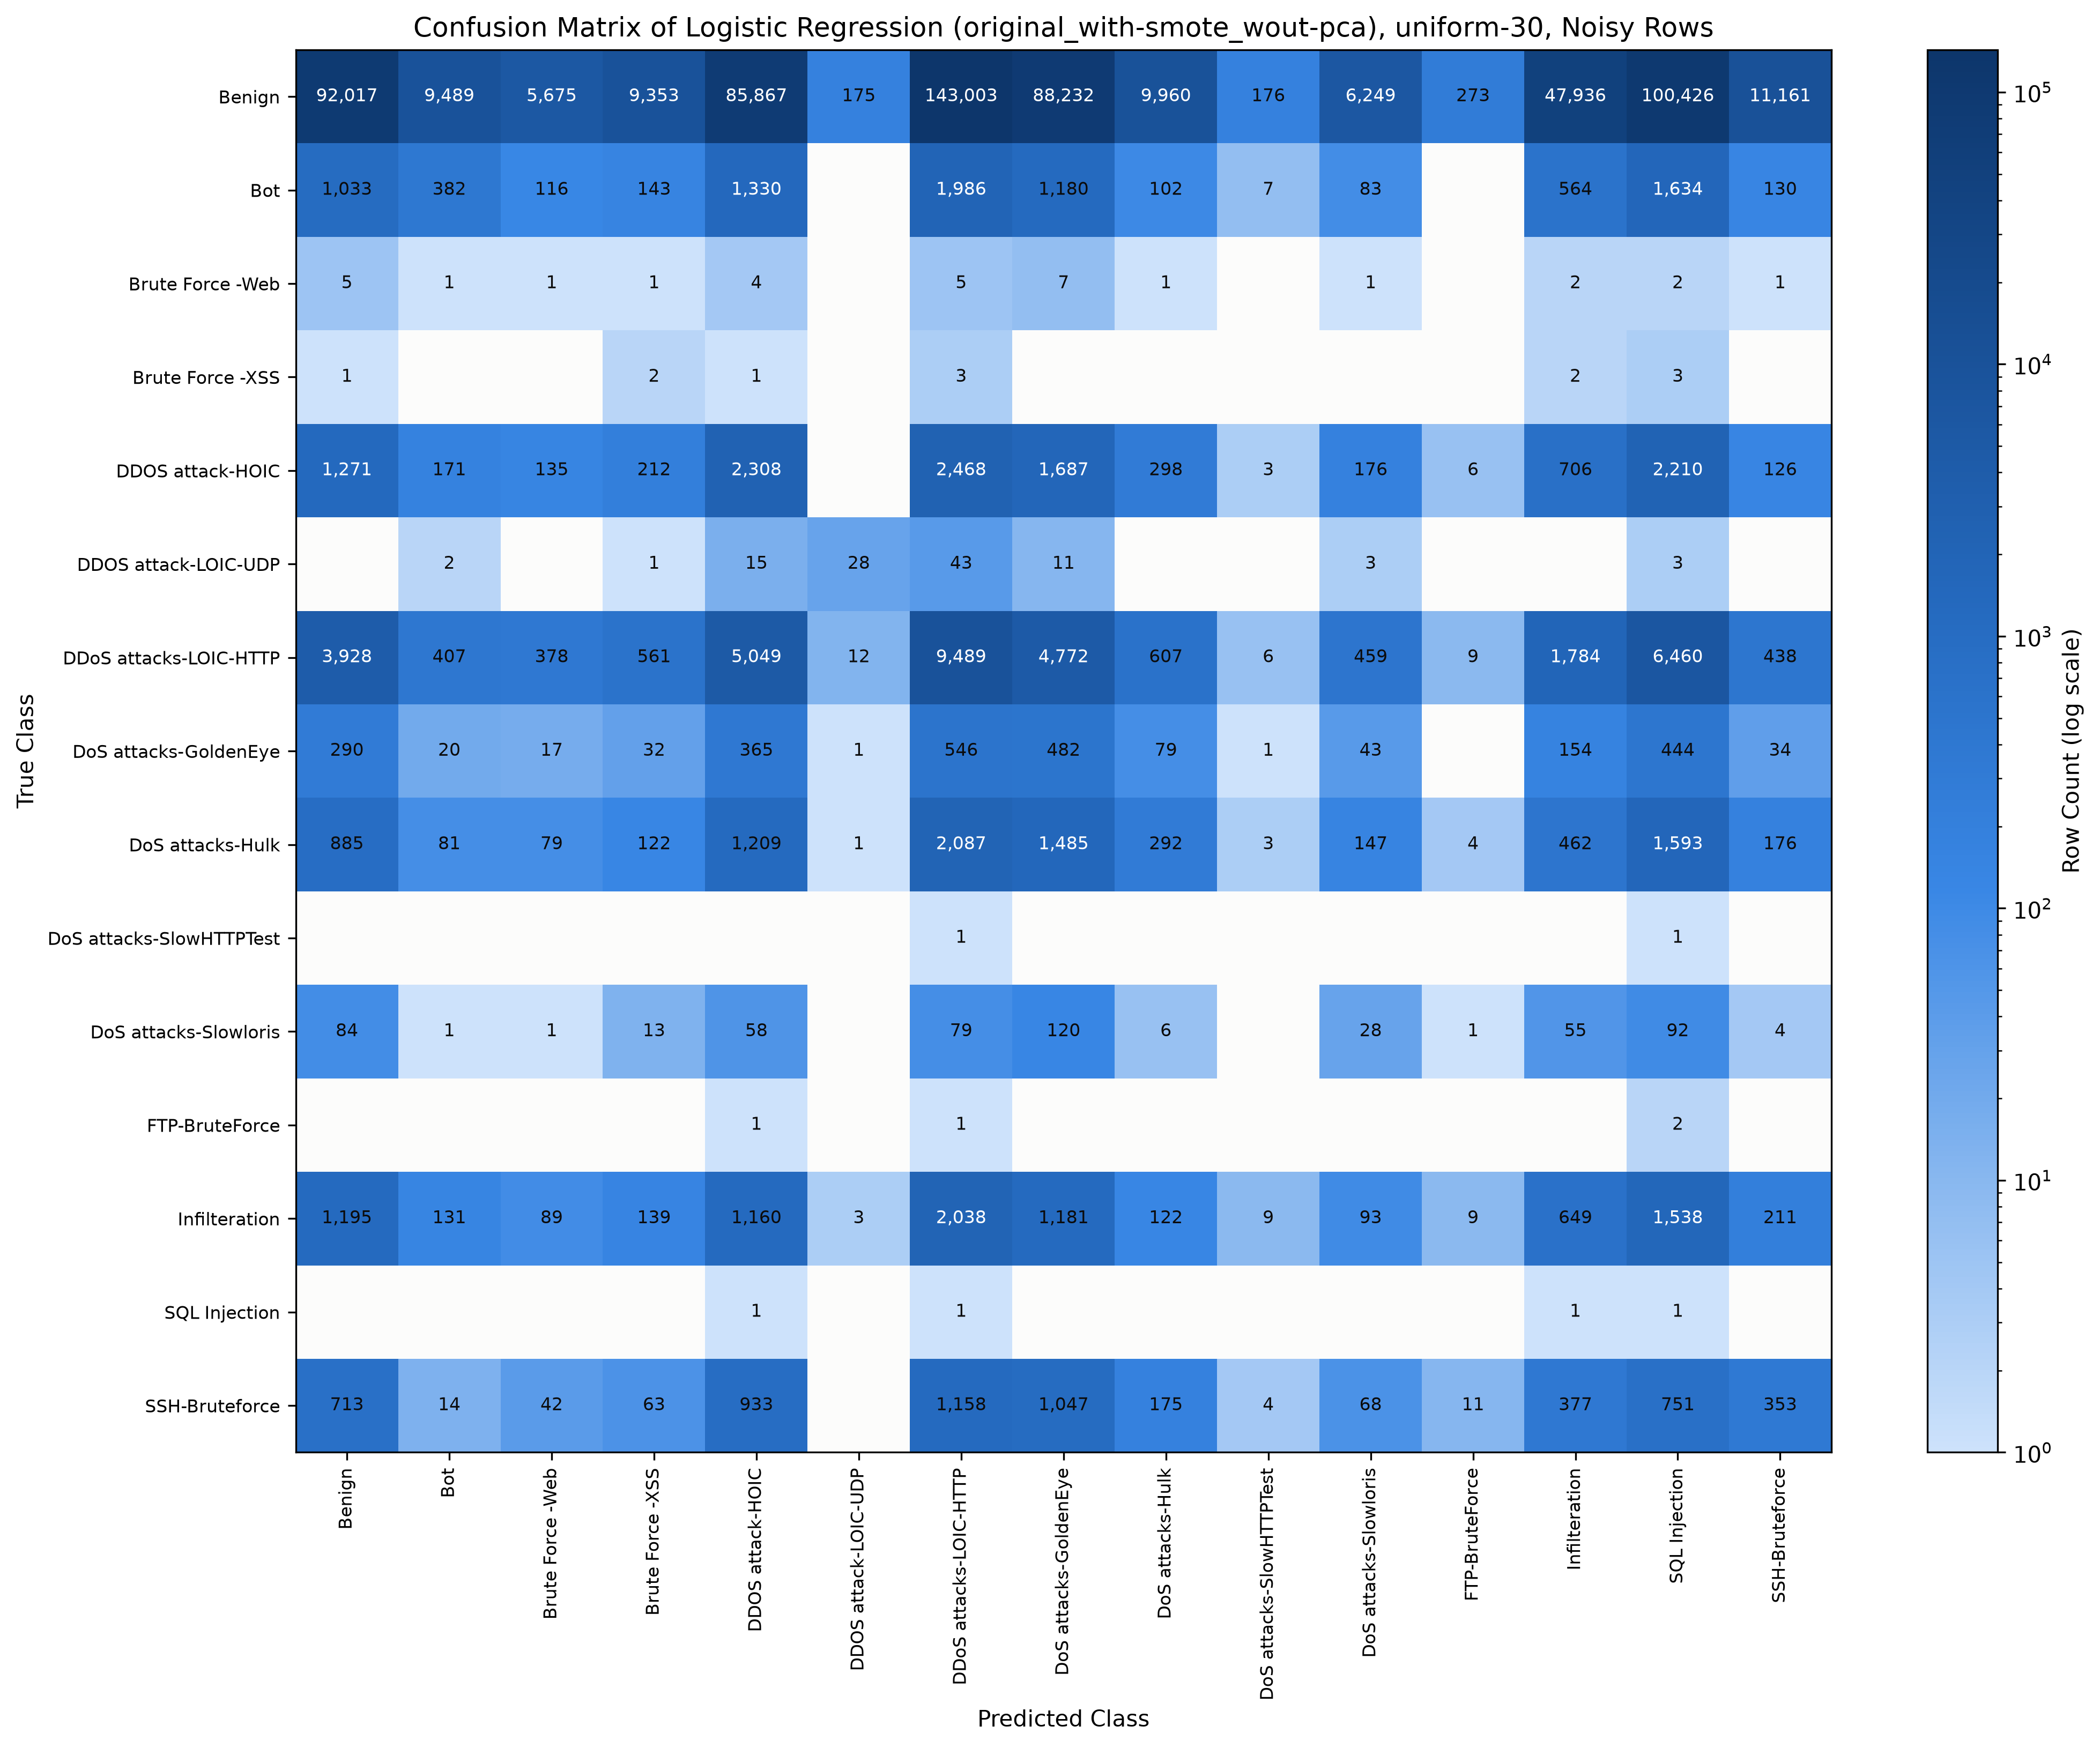 Confusion Matrix of Logistic Regression (original_with-smote_wout-pca), uniform-30, Noisy Rows
True Class
Benign 92,017 9,489 5,675 9,353 85,867 175 143,003 88,232 9,960 176 6,249 273 47,936 100,426 11,161
Bot 1,033 382 116 143 1,330 1,986 1,180 102 7 83 564 1,634 130
Brute Force -Web 5 1 1 1 4 5 7 1 1 2 2 1
Brute Force -XSS 1 2 1 3 2 3
DDOS attack-HOIC 1,271 171 135 212 2,308 2,468 1,687 298 3 176 6 706 2,210 126
DDOS attack-LOIC-UDP 2 1 15 28 43 11 3 3
DDoS attacks-LOIC-HTTP 3,928 407 378 561 5,049 12 9,489 4,772 607 6 459 9 1,784 6,460 438
DoS attacks-GoldenEye 290 20 17 32 365 1 546 482 79 1 43 154 444 34
DoS attacks-Hulk 885 81 79 122 1,209 1 2,087 1,485 292 3 147 4 462 1,593 176
DoS attacks-SlowHTTPTest 1 1
DoS attacks-Slowloris 84 1 1 13 58 79 120 6 28 1 55 92 4
FTP-BruteForce 1 1 2
Infilteration 1,195 131 89 139 1,160 3 2,038 1,181 122 9 93 9 649 1,538 211
SQL Injection 1 1 1 1
SSH-Bruteforce 713 14 42 63 933 1,158 1,047 175 4 68 11 377 751 353
Benign
Bot
Brute Force -Web
Brute Force -XSS
DDOS attack-HOIC
DDOS attack-LOIC-UDP
DDoS attacks-LOIC-HTTP
DoS attacks-GoldenEye
DoS attacks-Hulk
DoS attacks-SlowHTTPTest
DoS attacks-Slowloris
FTP-BruteForce
Infilteration
SQL Injection
SSH-Bruteforce
Predicted Class
10⁵
10⁴
10³
10²
10¹
10⁰
Row Count (log scale)